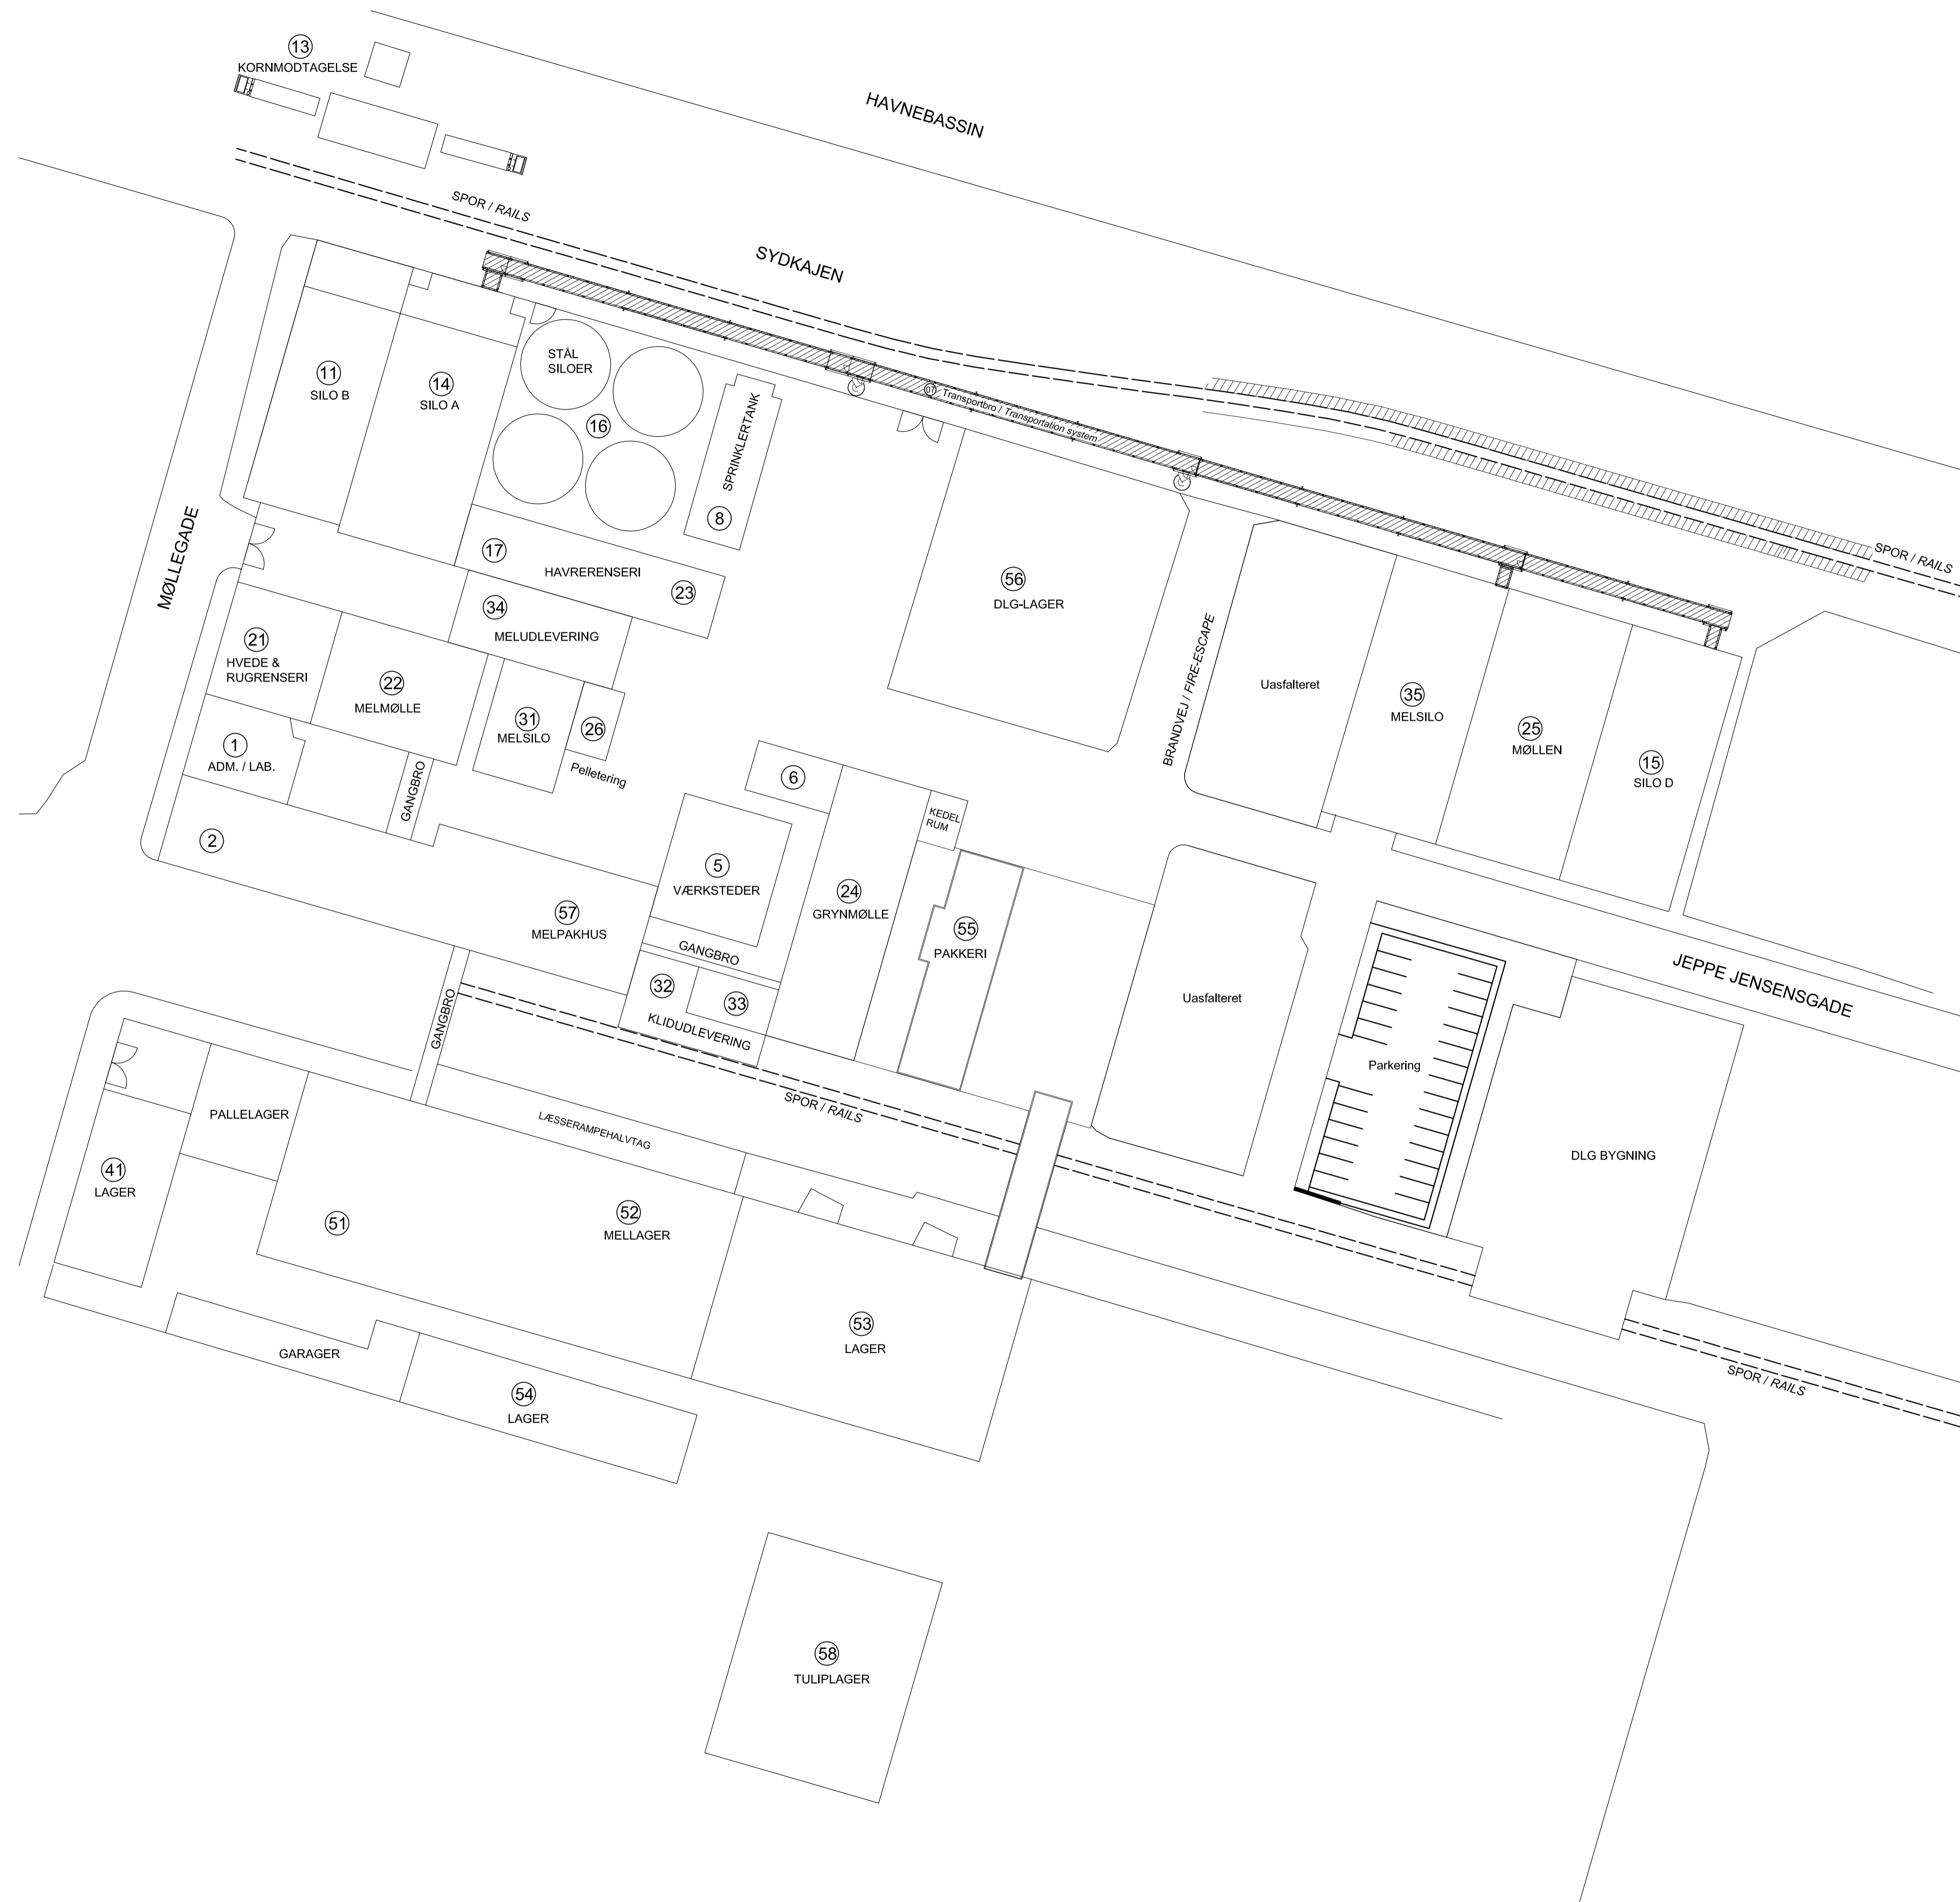 13
KORNMODTAGELSE
HAVNEBASSIN
SPOR / RAILS
SYDKAJEN
STÅL
SILOER
11
SILO B
14
SILO A
16
SPRINKLERTANK
8
07
Transportbro / Transportation system
SPOR / RAILS
MØLLEGADE
17
HAVRERENSERI
23
34
MELUDLEVERING
56
DLG-LAGER
BRANDVEJ / FIRE-ESCAPE
Uasfalteret
35
MELSILO
25
MØLLEN
15
SILO D
21
HVEDE &
RUGRENSERI
22
MELMØLLE
31
MELSILO
26
Pelletering
1
ADM. / LAB.
GANGBRO
2
6
KEDEL
RUM
5
VÆRKSTEDER
24
GRYNMØLLE
55
PAKKERI
57
MELPAKHUS
GANGBRO
32
33
KLIDUDLEVERING
GANGBRO
Uasfalteret
JEPPE JENSENSGADE
Parkering
DLG BYGNING
SPOR / RAILS
LÆSSERAMPEHALVTAG
PALLELAGER
41
LAGER
51
52
MELLAGER
53
LAGER
GARAGER
54
LAGER
SPOR / RAILS
58
TULIPLAGER